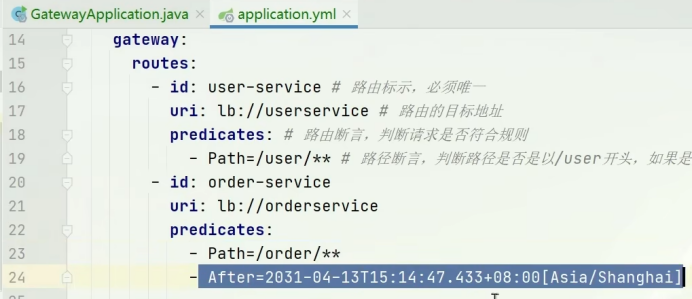 GatewayApplication.java × application.yml ×
14 gateway:
15 routes:
16 - id: user-service # 路由标示，必须唯一
17 uri: lb://userservice # 路由的目标地址
18 predicates: # 路由断言，判断请求是否符合规则
19 - Path=/user/** # 路径断言，判断路径是否是以/user开头，如果是
20 - id: order-service
21 uri: lb://orderservice
22 predicates:
23 - Path=/order/**
24 - After=2031-04-13T15:14:47.433+08:00[Asia/Shanghai]